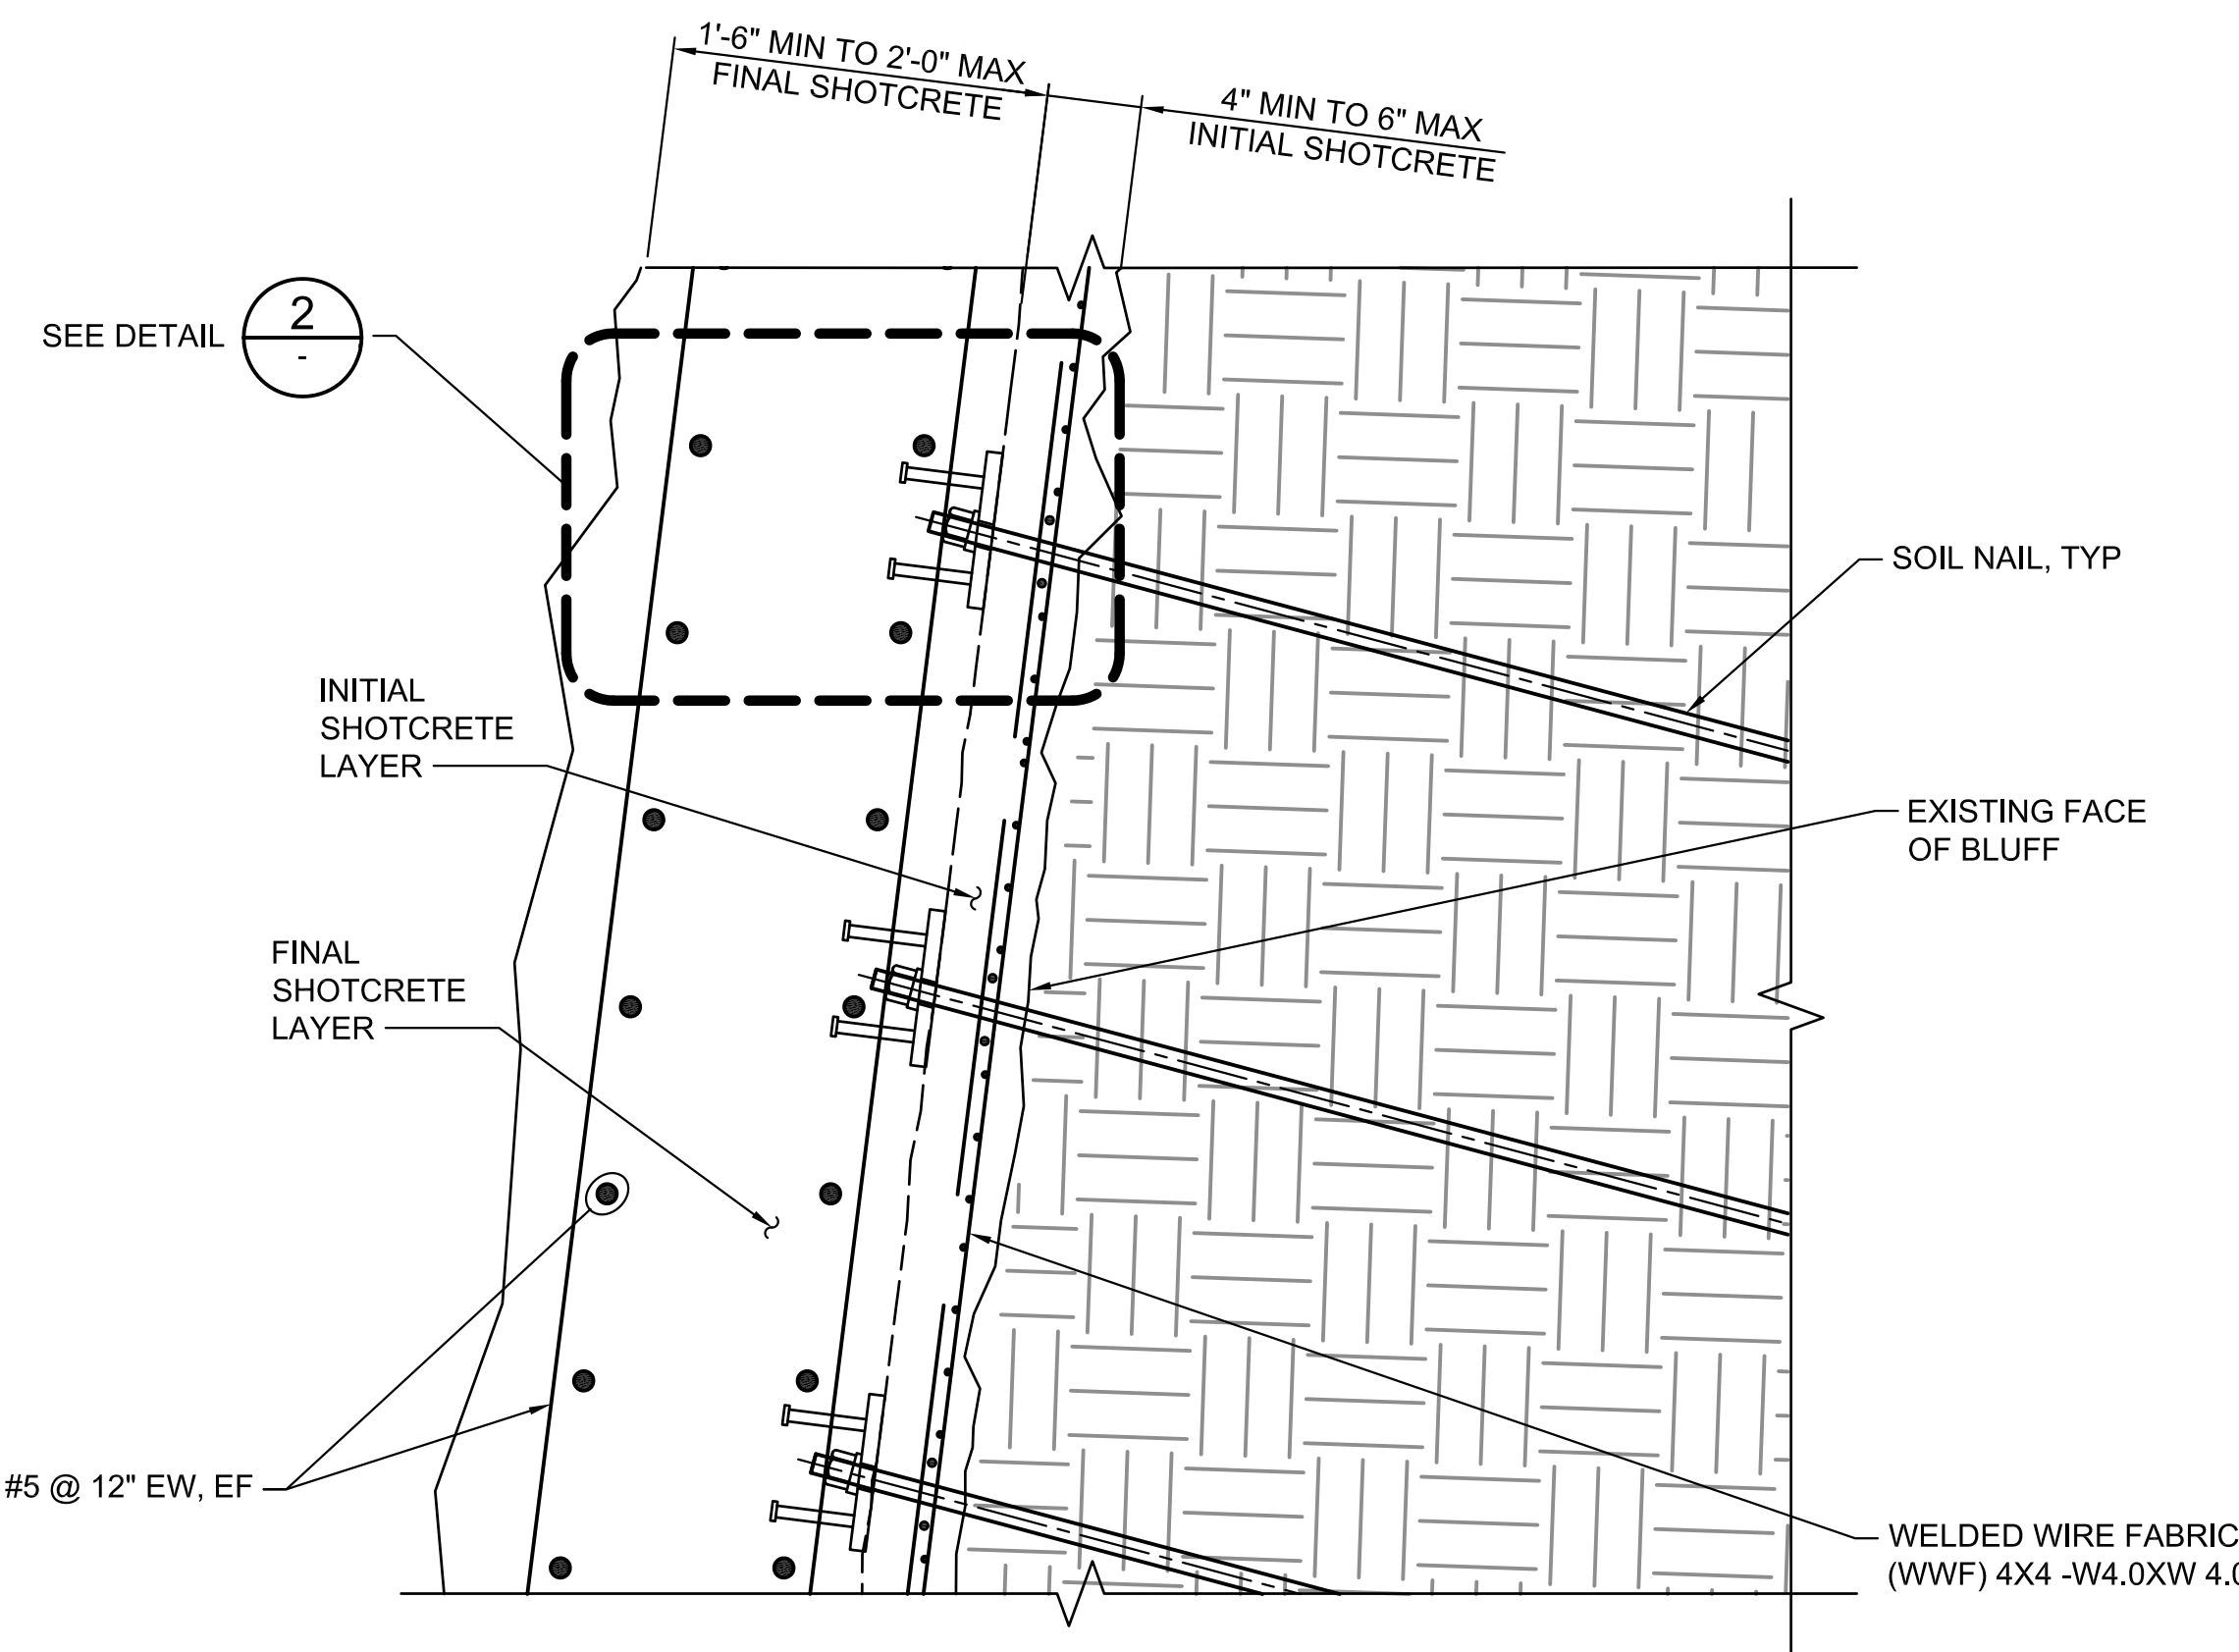 1'-6" MIN TO 2'-0" MAX
FINAL SHOTCRETE
4" MIN TO 6" MAX
INITIAL SHOTCRETE
SEE DETAIL
2
-
SOIL NAIL, TYP
INITIAL
SHOTCRETE
LAYER
EXISTING FACE
OF BLUFF
FINAL
SHOTCRETE
LAYER
#5 @ 12" EW, EF
WELDED WIRE FABRIC
(WWF) 4X4 -W4.0XW 4.0